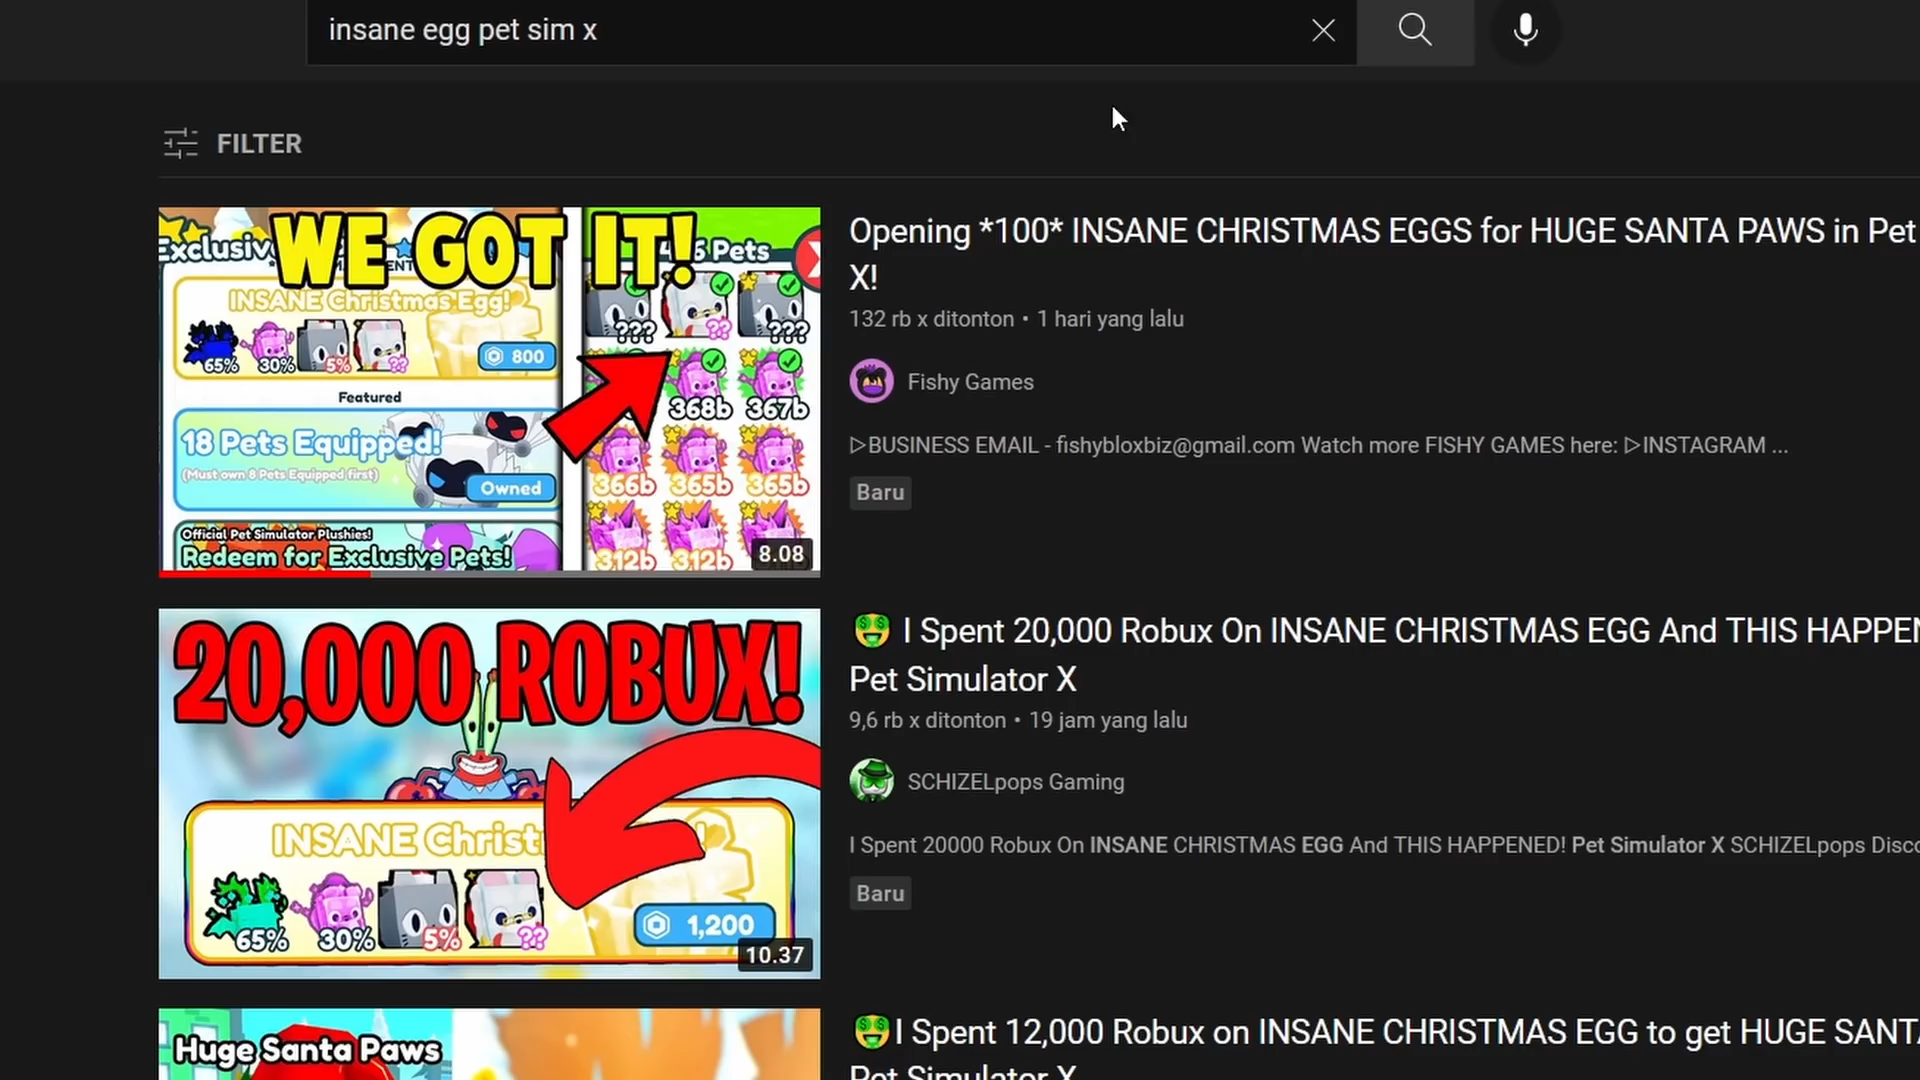 insane egg pet sim x
FILTER
WE GOT IT!
Exclusiv
Pets
INSANE Christmas Egg!
65%
30%
5%
??
800
Featured
18 Pets Equipped!
(Must own 8 Pets Equipped first)
Owned
Official Pet Simulator Plushies!
Redeem for Exclusive Pets!
???
??
???
368b
367b
366b
365b
365b
312b
312b
8.08
Opening *100* INSANE CHRISTMAS EGGS for HUGE SANTA PAWS in Pet
X!
132 rb x ditonton • 1 hari yang lalu
Fishy Games
▷BUSINESS EMAIL - fishybloxbiz@gmail.com Watch more FISHY GAMES here: ▷INSTAGRAM ...
Baru
20,000 ROBUX!
INSANE Christ
65%
30%
5%
??
1,200
10.37
🤑 I Spent 20,000 Robux On INSANE CHRISTMAS EGG And THIS HAPPEN
Pet Simulator X
9,6 rb x ditonton • 19 jam yang lalu
SCHIZELpops Gaming
I Spent 20000 Robux On INSANE CHRISTMAS EGG And THIS HAPPENED! Pet Simulator X SCHIZELpops Disco
Baru
Huge Santa Paws
🤑I Spent 12,000 Robux on INSANE CHRISTMAS EGG to get HUGE SANTA
Pet Simulator X